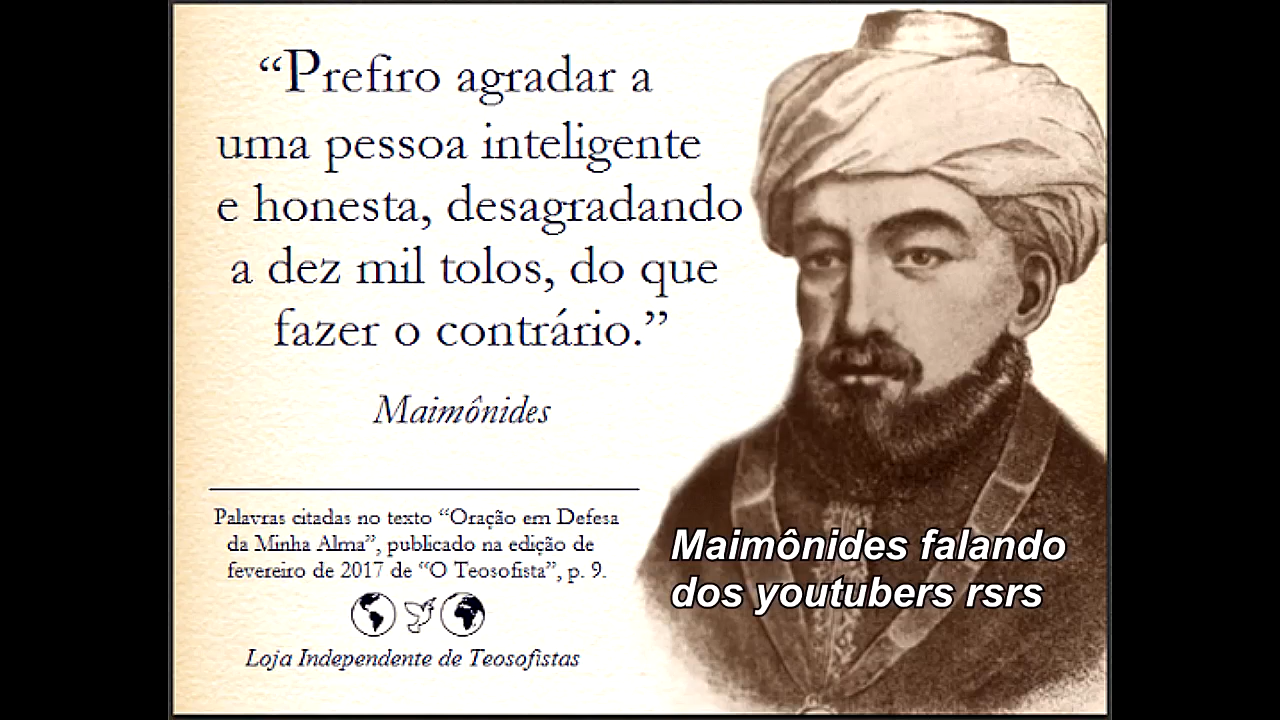 “Prefiro agradar a
uma pessoa inteligente
e honesta, desagradando
a dez mil tolos, do que
fazer o contrário.”
Maimônides
Palavras citadas no texto “Oração em Defesa
da Minha Alma”, publicado na edição de
fevereiro de 2017 de “O Teosofista”, p. 9.
Loja Independente de Teosofistas
Maimônides falando
dos youtubers rsrs